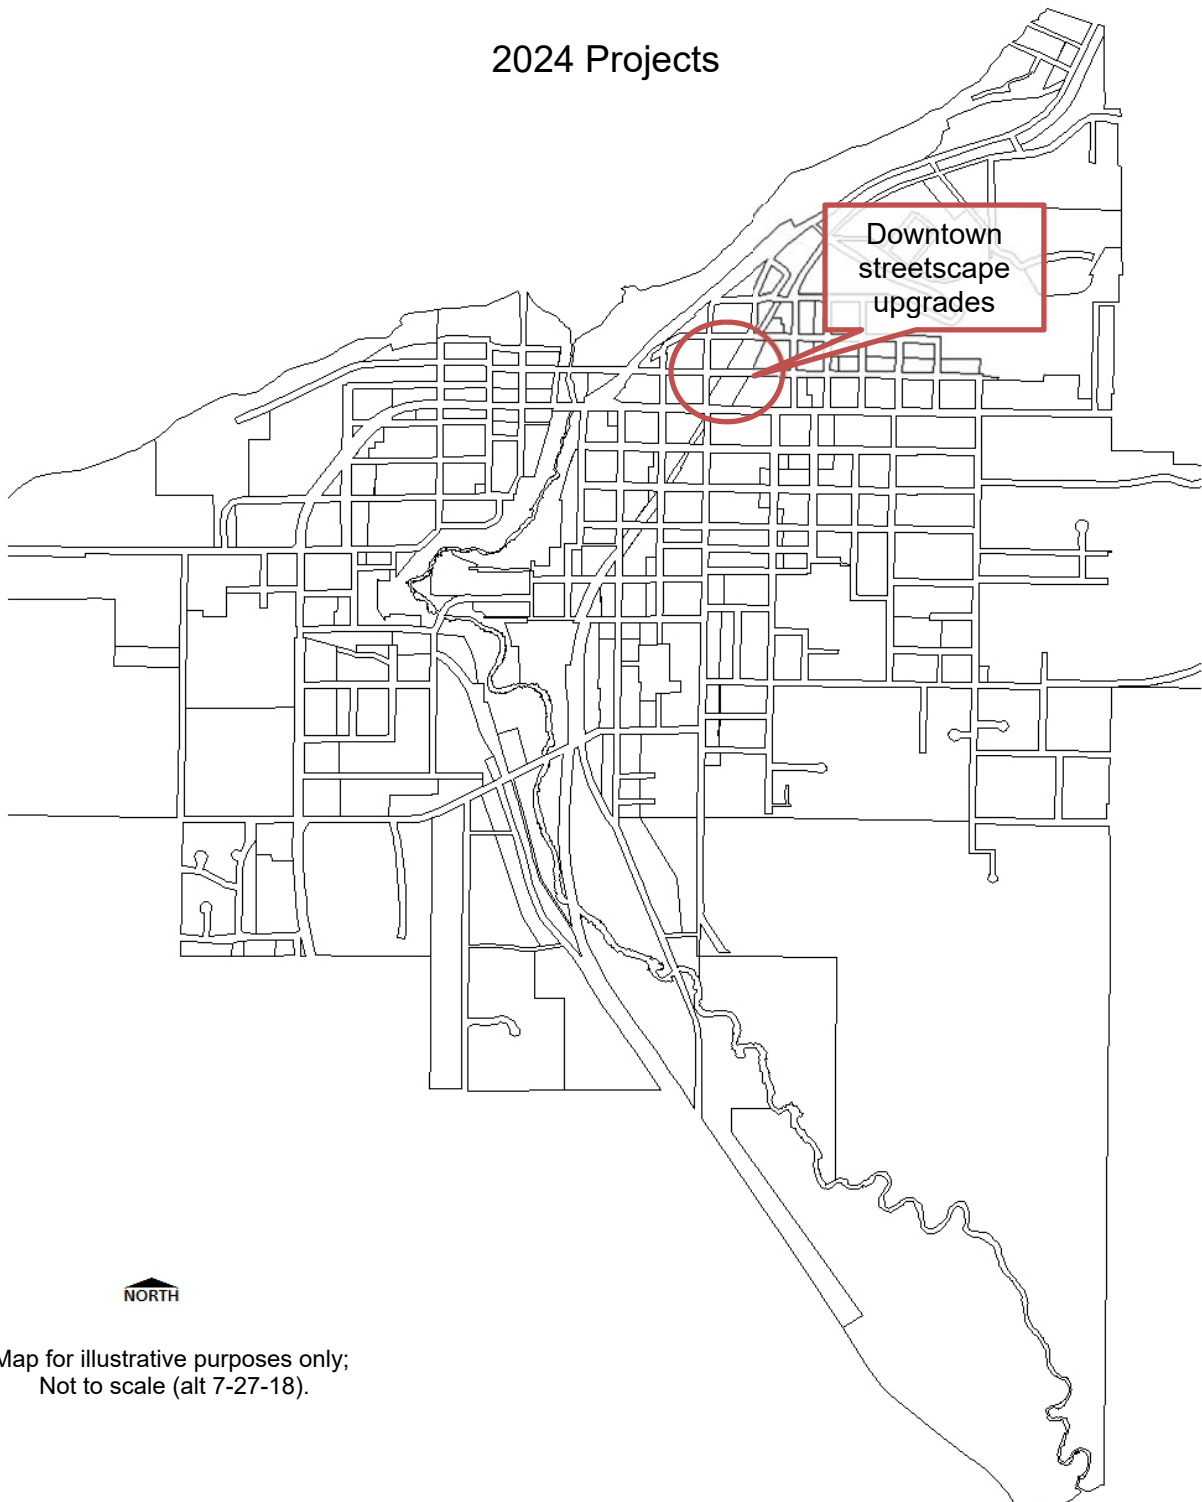 2024 Projects
Downtown
streetscape
upgrades
NORTH
Map for illustrative purposes only;
Not to scale (alt 7-27-18).